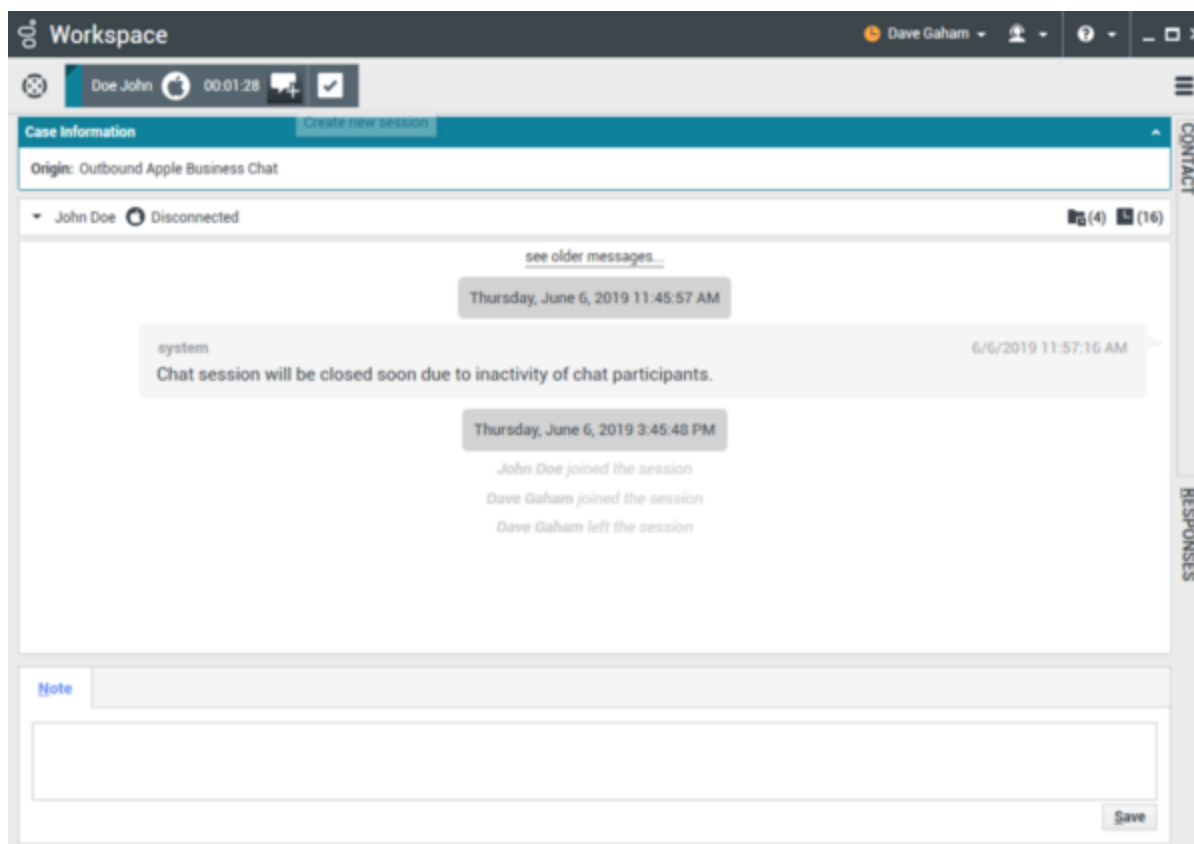 Workspace
Dave Gaham
Doe John 00:01:28
Create new session
Case Information
Origin: Outbound Apple Business Chat
John Doe Disconnected
(4) (16)
see older messages...
Thursday, June 6, 2019 11:45:57 AM
system 6/6/2019 11:57:16 AM
Chat session will be closed soon due to inactivity of chat participants.
Thursday, June 6, 2019 3:45:48 PM
John Doe joined the session
Dave Gaham joined the session
Dave Gaham left the session
Note
Save
CONTACT
RESPONSES